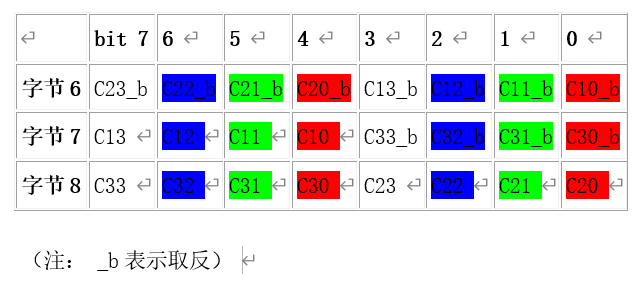 bit 7 6 5 4 3 2 1 0
字节6 C23_b C22_b C21_b C20_b C13_b C12_b C11_b C10_b
字节7 C13 C12 C11 C10 C33_b C32_b C31_b C30_b
字节8 C33 C32 C31 C30 C23 C22 C21 C20
（注： _b 表示取反）